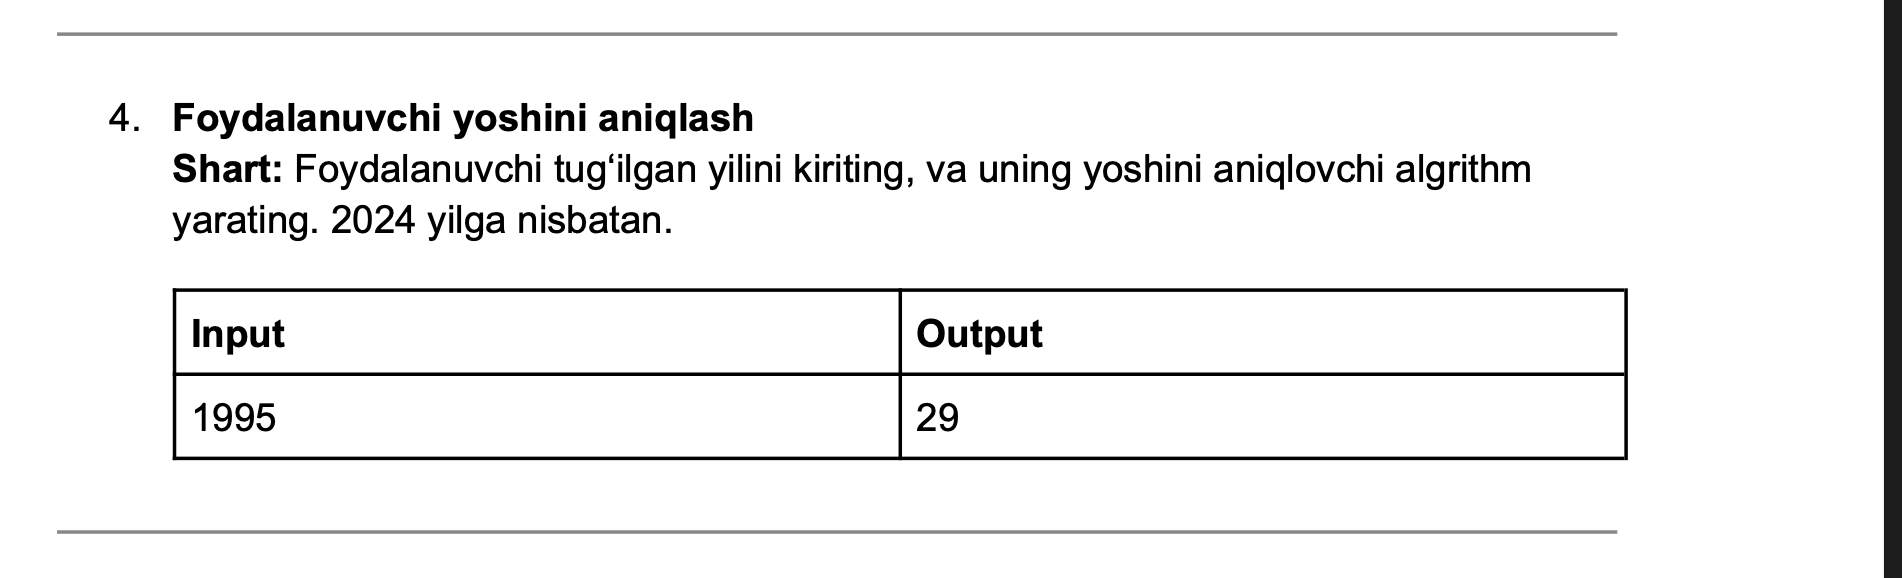 4. Foydalanuvchi yoshini aniqlash
Shart: Foydalanuvchi tug‘ilgan yilini kiriting, va uning yoshini aniqlovchi algrithm
yarating. 2024 yilga nisbatan.
Input Output
1995 29